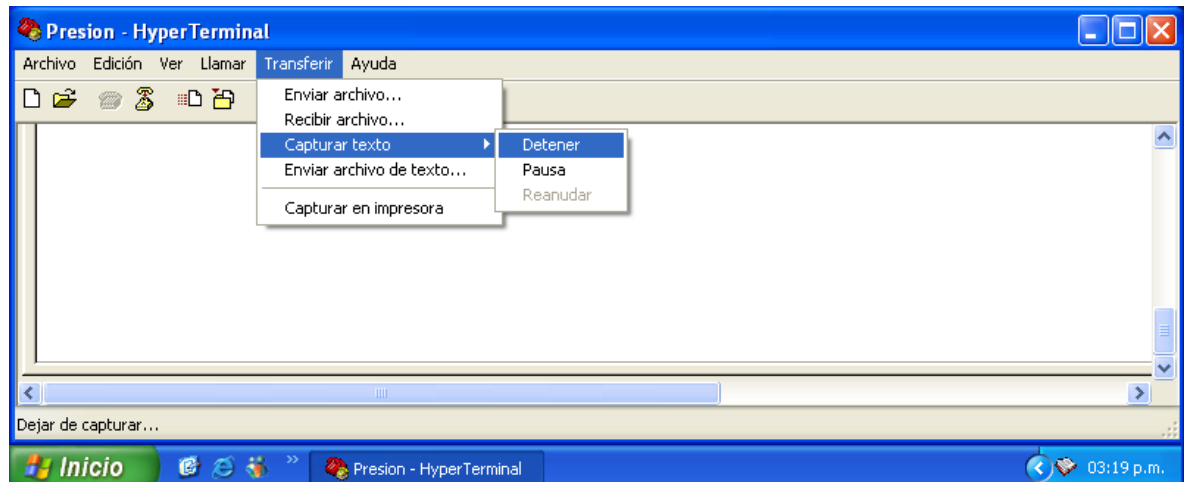 Presion - HyperTerminal
Archivo Edición Ver Llamar Transferir Ayuda
Enviar archivo...
Recibir archivo...
Capturar texto
Enviar archivo de texto...
Capturar en impresora
Detener
Pausa
Reanudar
Dejar de capturar...
Inicio » Presion - HyperTerminal 03:19 p.m.